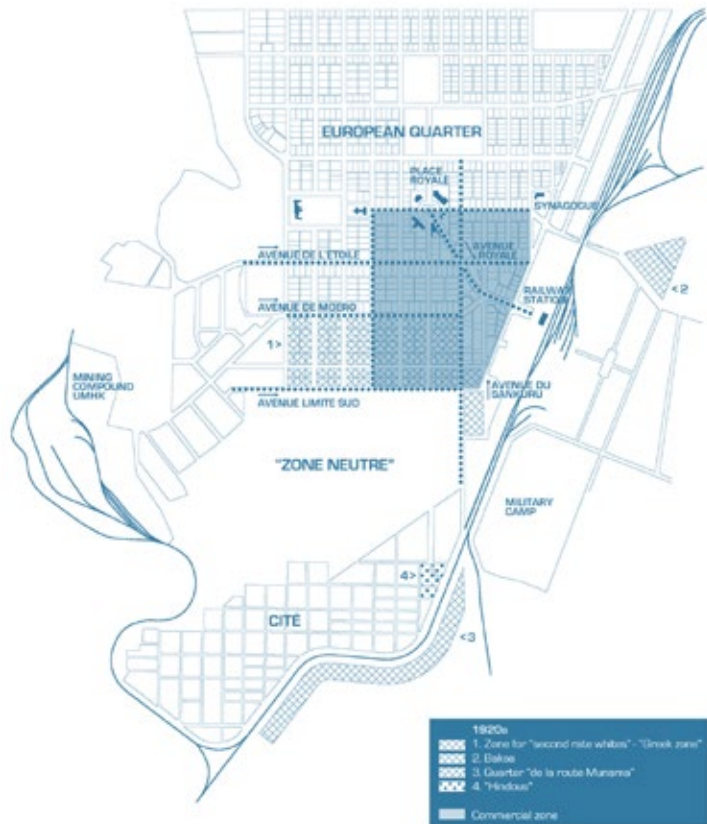 EUROPEAN QUARTER
PLACE
ROYALE
SYNAGOGUE
AVENUE
ROYALE
AVENUE DE L'ETOILE
RAILWAY
STATION
<2
AVENUE DE MOERO
1>
MINING
COMPOUND
UMHK
AVENUE DU
SANKURU
AVENUE LIMITE SUD
"ZONE NEUTRE"
MILITARY
CAMP
4>
CITÉ
<3
1920s
1. Zone for "second rate whites" - "Greek zone"
2. Bakoa
3. Quarter "de la route Munama"
4. "Hindous"
Commercial zone